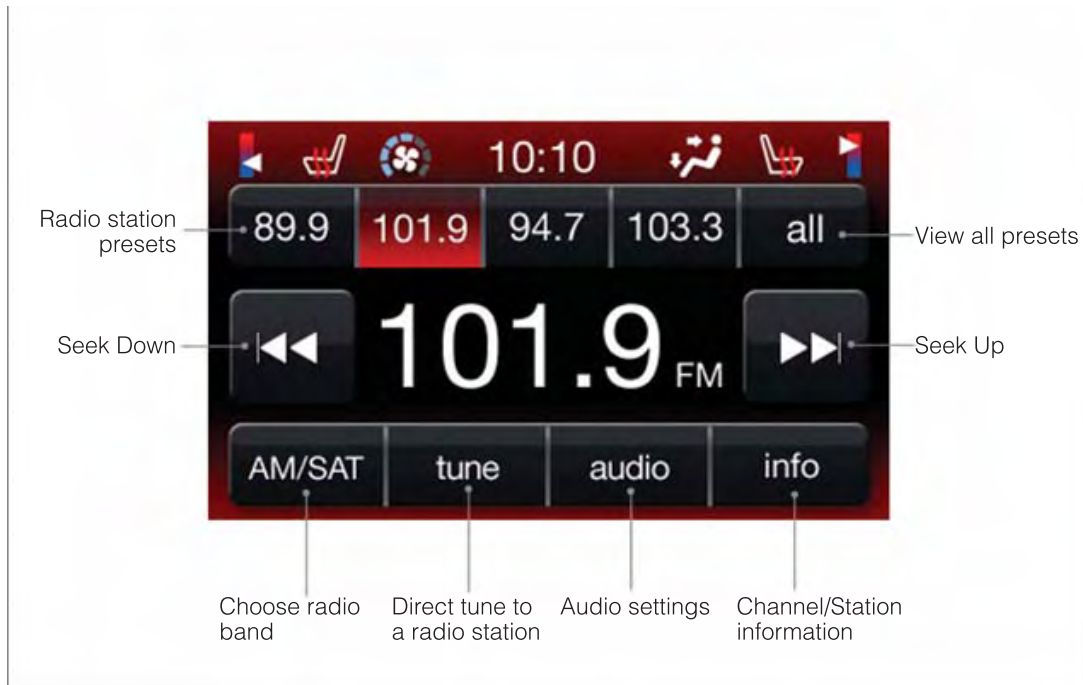 10:10
89.9 101.9 94.7 103.3 all
Radio station
presets
View all presets
Seek Down
101.9 FM
Seek Up
AM/SAT tune audio info
Choose radio
band
Direct tune to
a radio station
Audio settings
Channel/Station
information